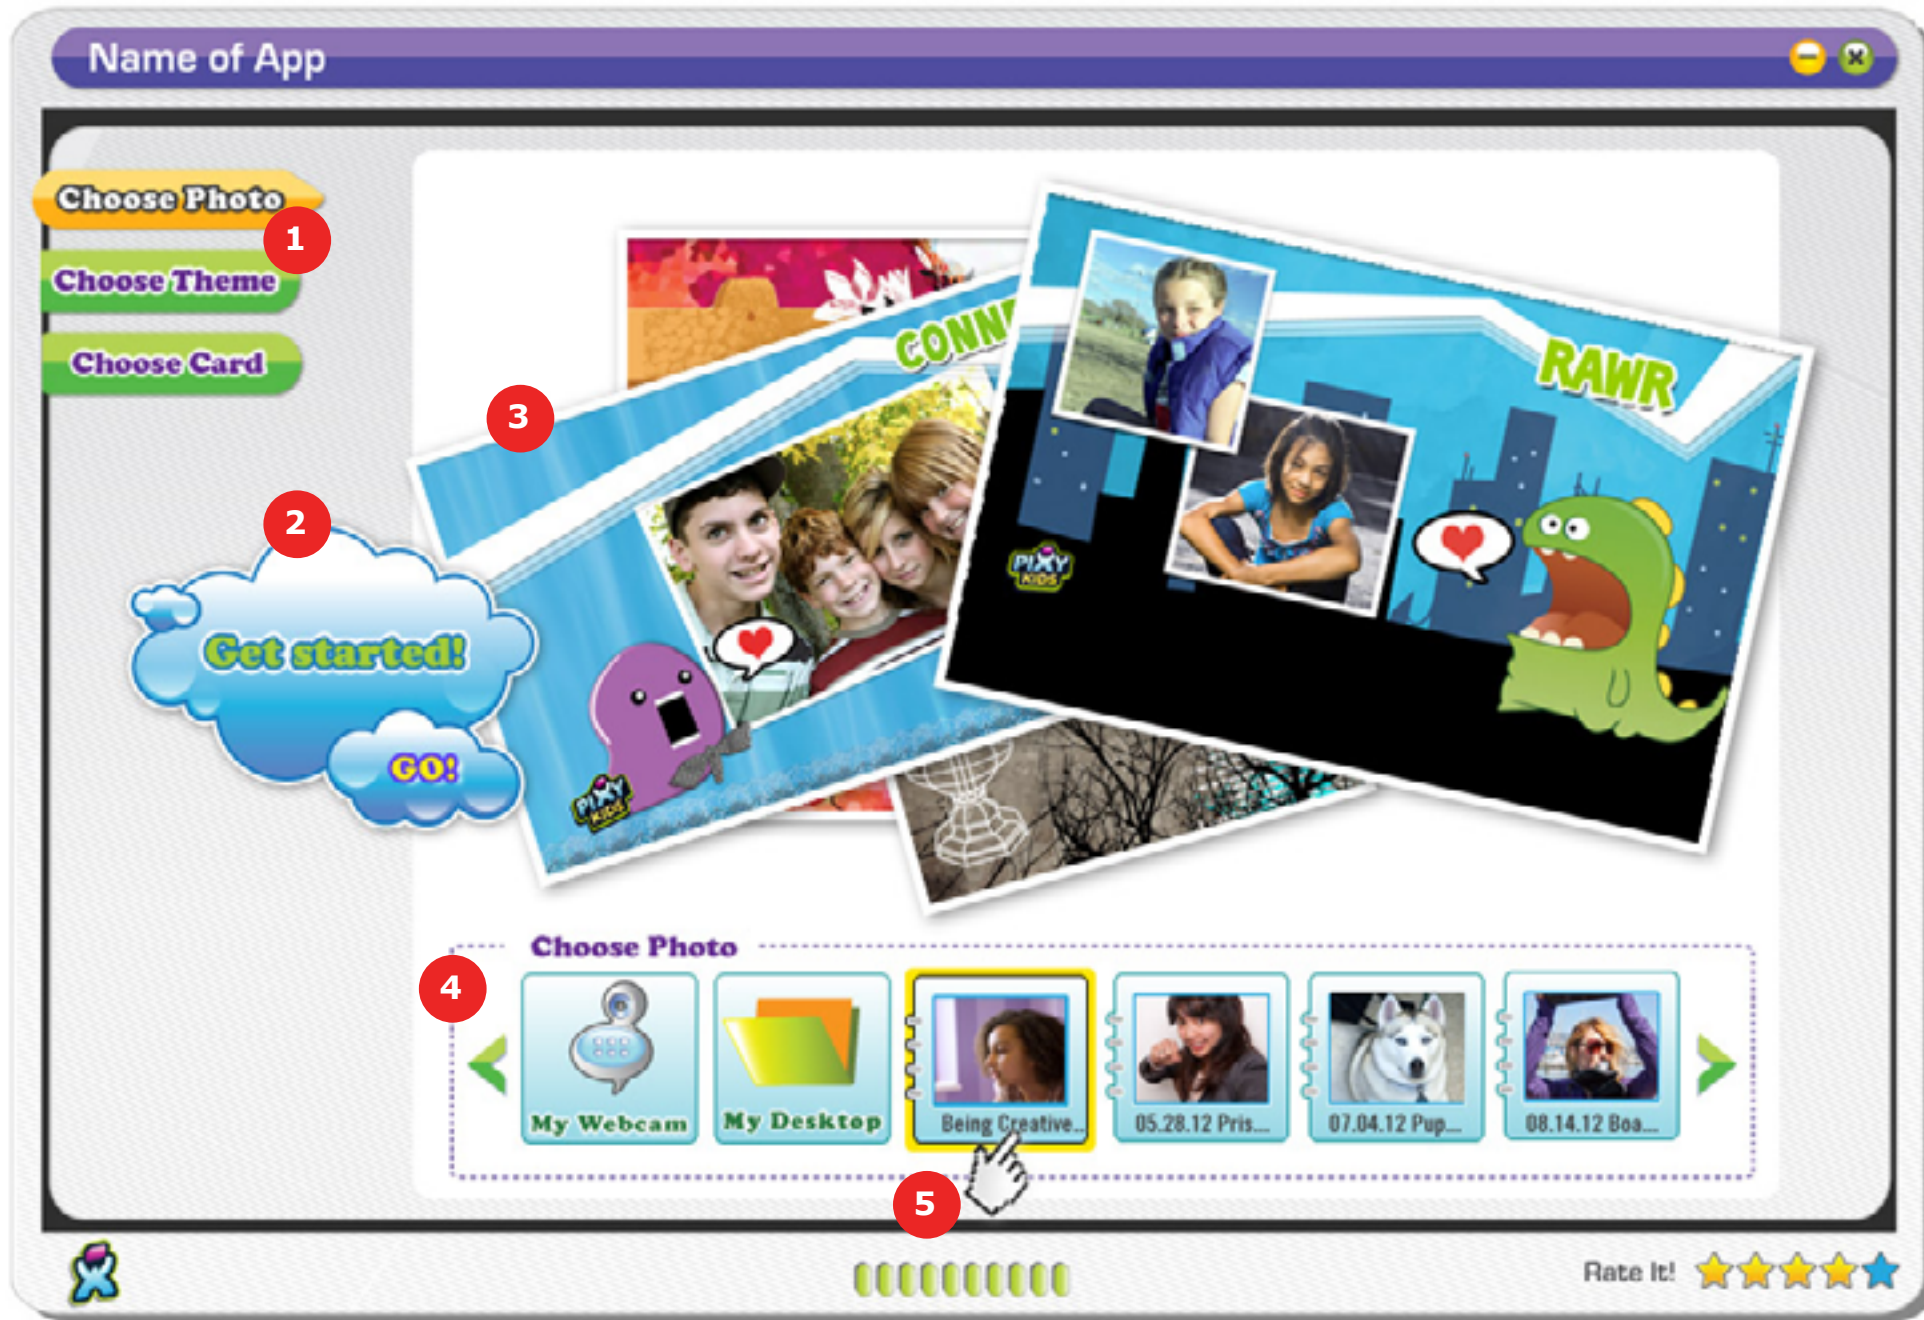 Name of App
Choose Photo
1
Choose Theme
Choose Card
2
Get started!
GO!
3
CONN
RAWR
PIXY
KIDS
PIXY
KIDS
Choose Photo
4
My Webcam
My Desktop
Being Creative..
05.28.12 Pris...
07.04.12 Pup...
08.14.12 Boa...
5
Rate It!